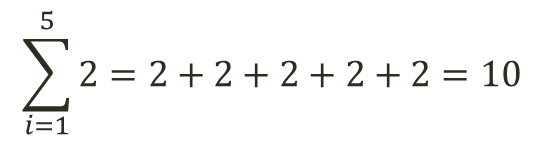 5
∑ 2 = 2 + 2 + 2 + 2 + 2 = 10
i=1